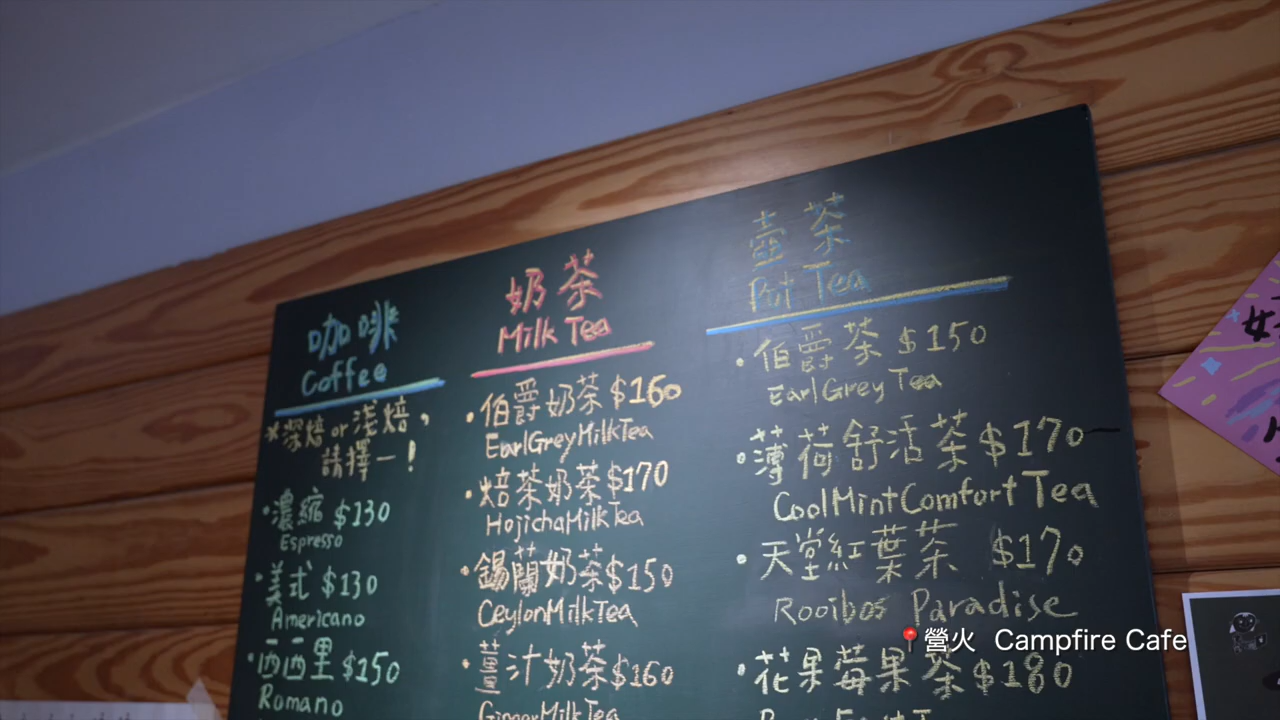 咖啡
Coffee
*深焙 or 淺焙，
請擇一！
・濃縮 $130
Espresso
・美式 $130
Americano
・西西里 $150
Romano
奶茶
Milk Tea
・伯爵奶茶 $160
EarlGreyMilkTea
・焙茶奶茶 $170
HojichaMilkTea
・錫蘭奶茶 $150
CeylonMilkTea
・薑汁奶茶 $160
GingerMilkTea
壺茶
Pot Tea
・伯爵茶 $150
EarlGrey Tea
・薄荷舒活茶 $170
CoolMintComfortTea
・天堂紅葉茶 $170
Rooibos Paradise
・花果莓果茶 $180
📍營火 Campfire Cafe